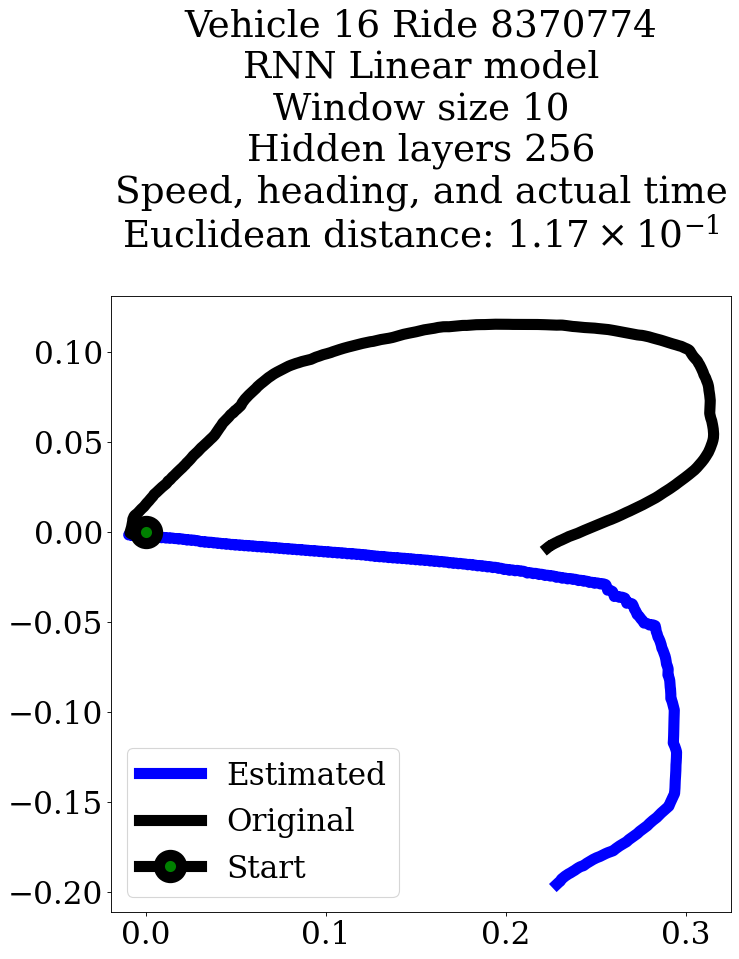 Vehicle 16 Ride 8370774
RNN Linear model
Window size 10
Hidden layers 256
Speed, heading, and actual time
Euclidean distance: 1.17 × 10⁻¹
0.10
0.05
0.00
−0.05
−0.10
−0.15
−0.20
Estimated
Original
Start
0.0 0.1 0.2 0.3